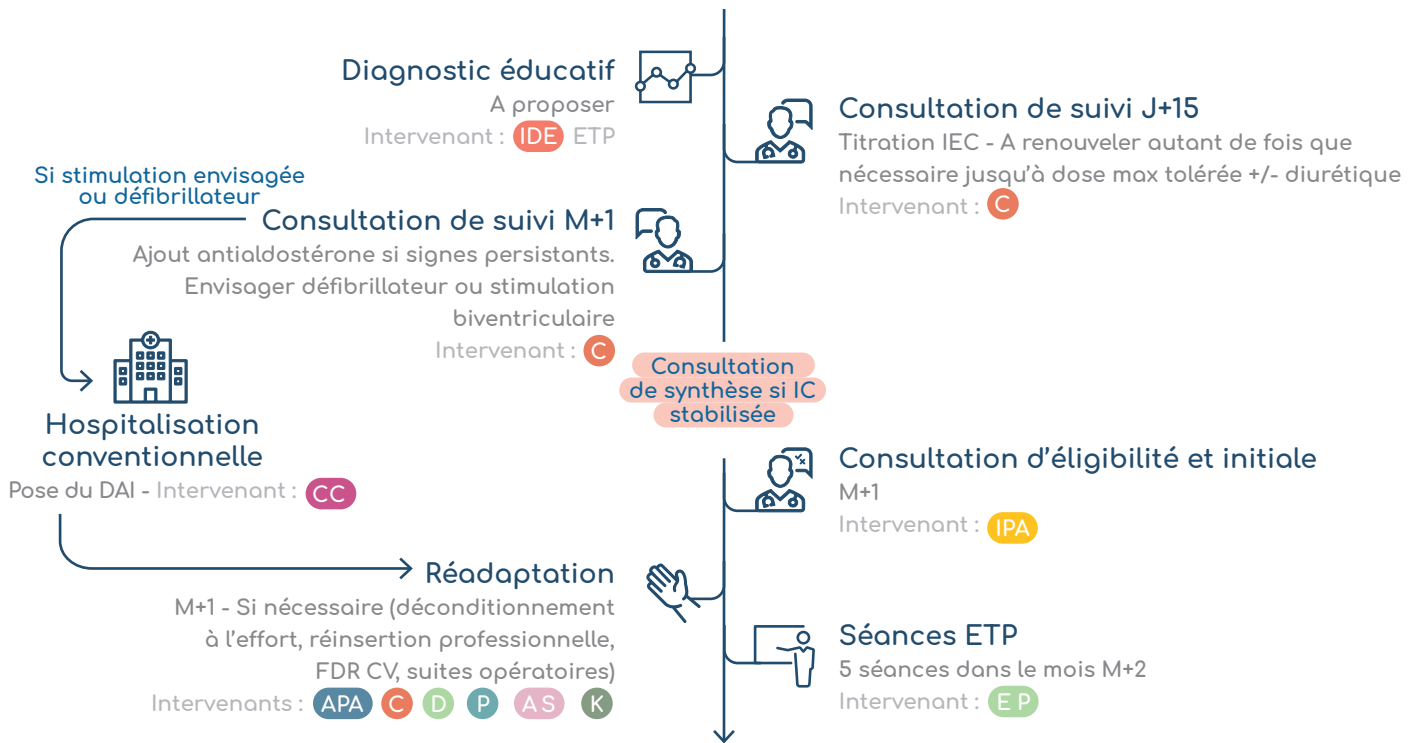 Diagnostic éducatif
A proposer
Intervenant : IDE ETP
Consultation de suivi J+15
Titration IEC - A renouveler autant de fois que
nécessaire jusqu'à dose max tolérée +/- diurétique
Intervenant : C
Si stimulation envisagée
ou défibrillateur
Consultation de suivi M+1
Ajout antialdostérone si signes persistants.
Envisager défibrillateur ou stimulation
biventriculaire
Intervenant : C
Consultation
de synthèse si IC
stabilisée
Hospitalisation
conventionnelle
Pose du DAI - Intervenant : CC
Consultation d'éligibilité et initiale
M+1
Intervenant : IPA
Réadaptation
M+1 - Si nécessaire (déconditionnement
à l'effort, réinsertion professionnelle,
FDR CV, suites opératoires)
Intervenants : APA C D P AS K
Séances ETP
5 séances dans le mois M+2
Intervenant : E P